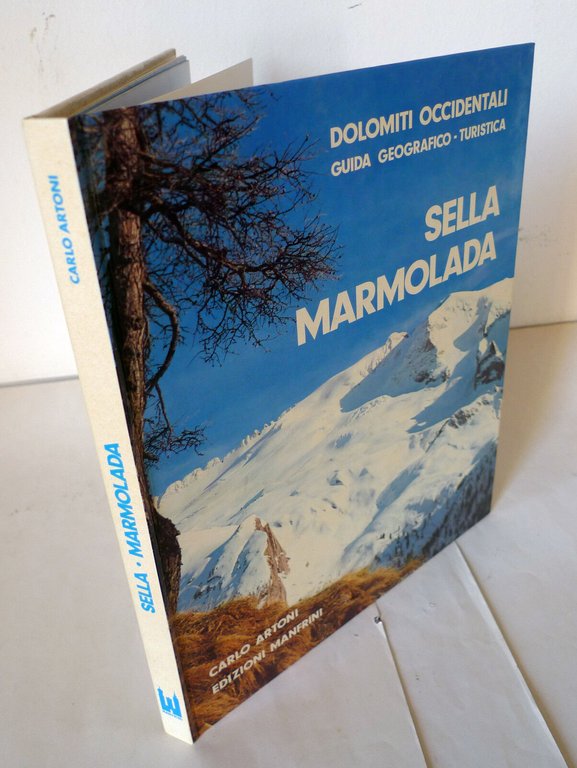 CARLO ARTONI
SELLA • MARMOLADA
DOLOMITI OCCIDENTALI
GUIDA GEOGRAFICO - TURISTICA
SELLA
MARMOLADA
CARLO ARTONI
EDIZIONI MANFRINI